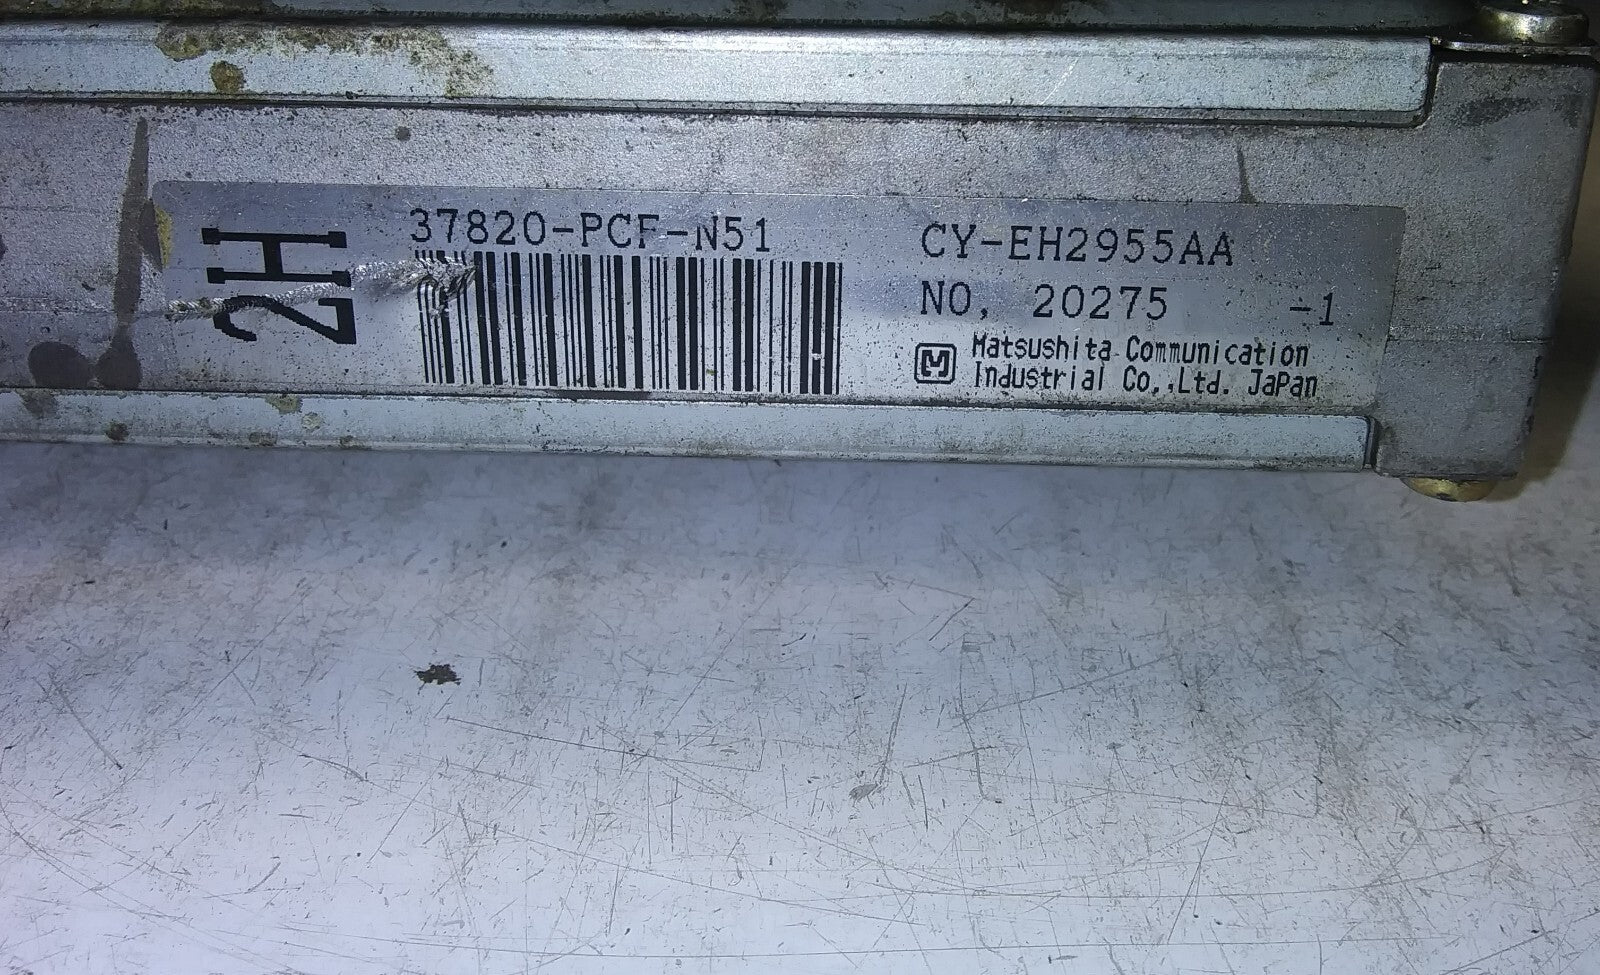 2H
37820-PCF-N51
CY-EH2955AA
NO, 20275 -1
M Matsushita Communication
Industrial Co,.Ltd. JaPan